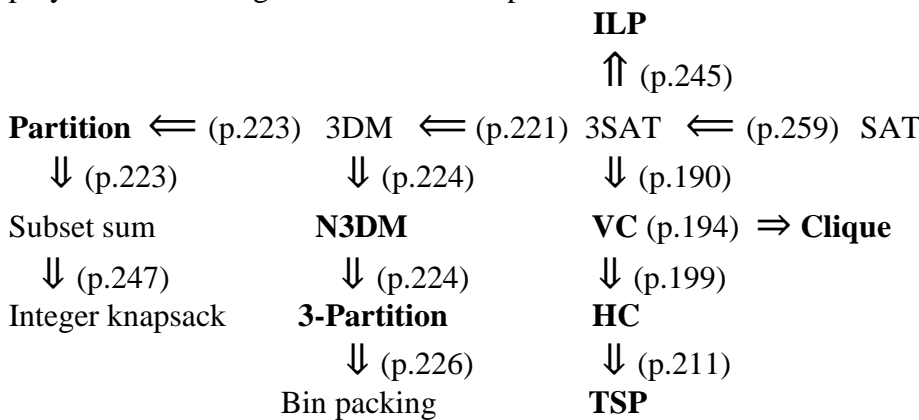 ILP
⇑ (p.245)
Partition ⇐ (p.223) 3DM ⇐ (p.221) 3SAT ⇐ (p.259) SAT
⇓ (p.223) ⇓ (p.224) ⇓ (p.190)
Subset sum N3DM VC (p.194) ⇒ Clique
⇓ (p.247) ⇓ (p.224) ⇓ (p.199)
Integer knapsack 3-Partition HC
⇓ (p.226) ⇓ (p.211)
Bin packing TSP